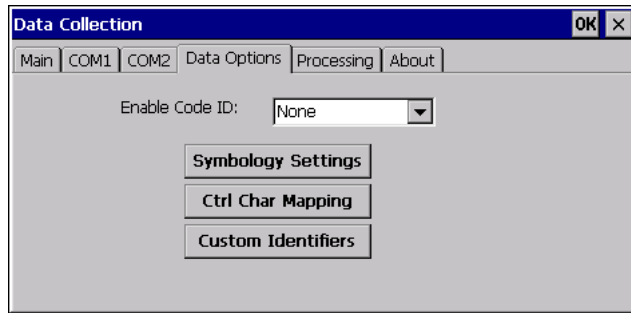 Data Collection OK ×
Main COM1 COM2 Data Options Processing About
Enable Code ID: None
Symbology Settings
Ctrl Char Mapping
Custom Identifiers